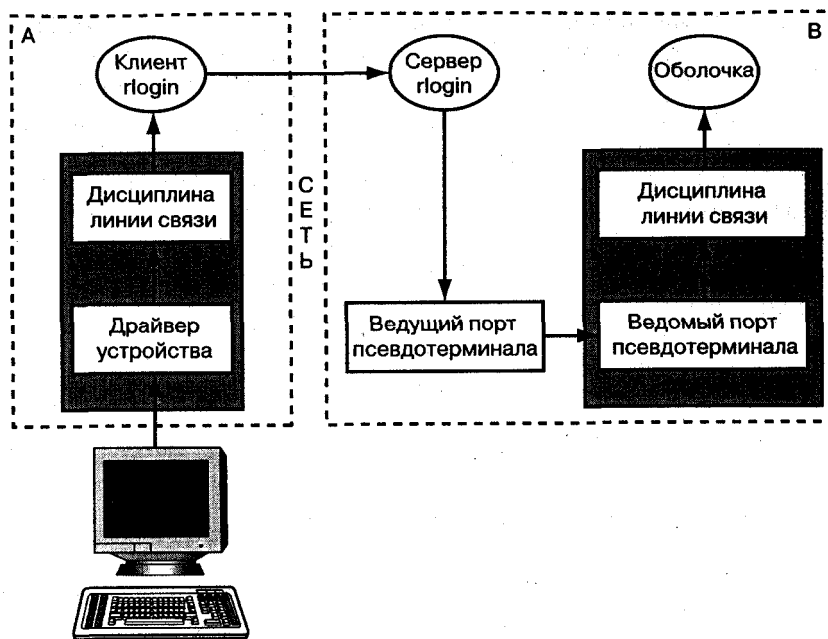 А
Клиент
rlogin
Сервер
rlogin
Оболочка
В
Дисциплина
линии связи
СЕТЬ
Дисциплина
линии связи
Драйвер
устройства
Ведущий порт
псевдотерминала
Ведомый порт
псевдотерминала